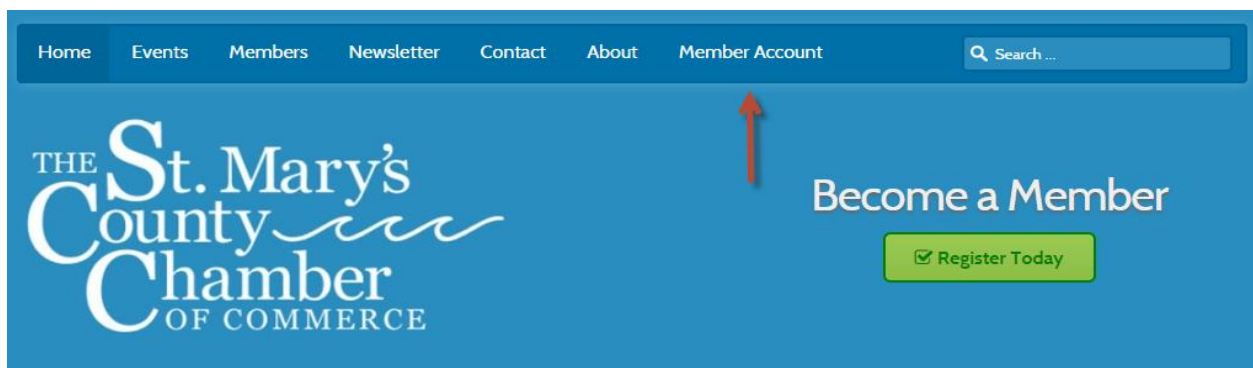 Home Events Members Newsletter Contact About Member Account Search ...
THE St. Mary's
County
Chamber
OF COMMERCE
Become a Member
Register Today